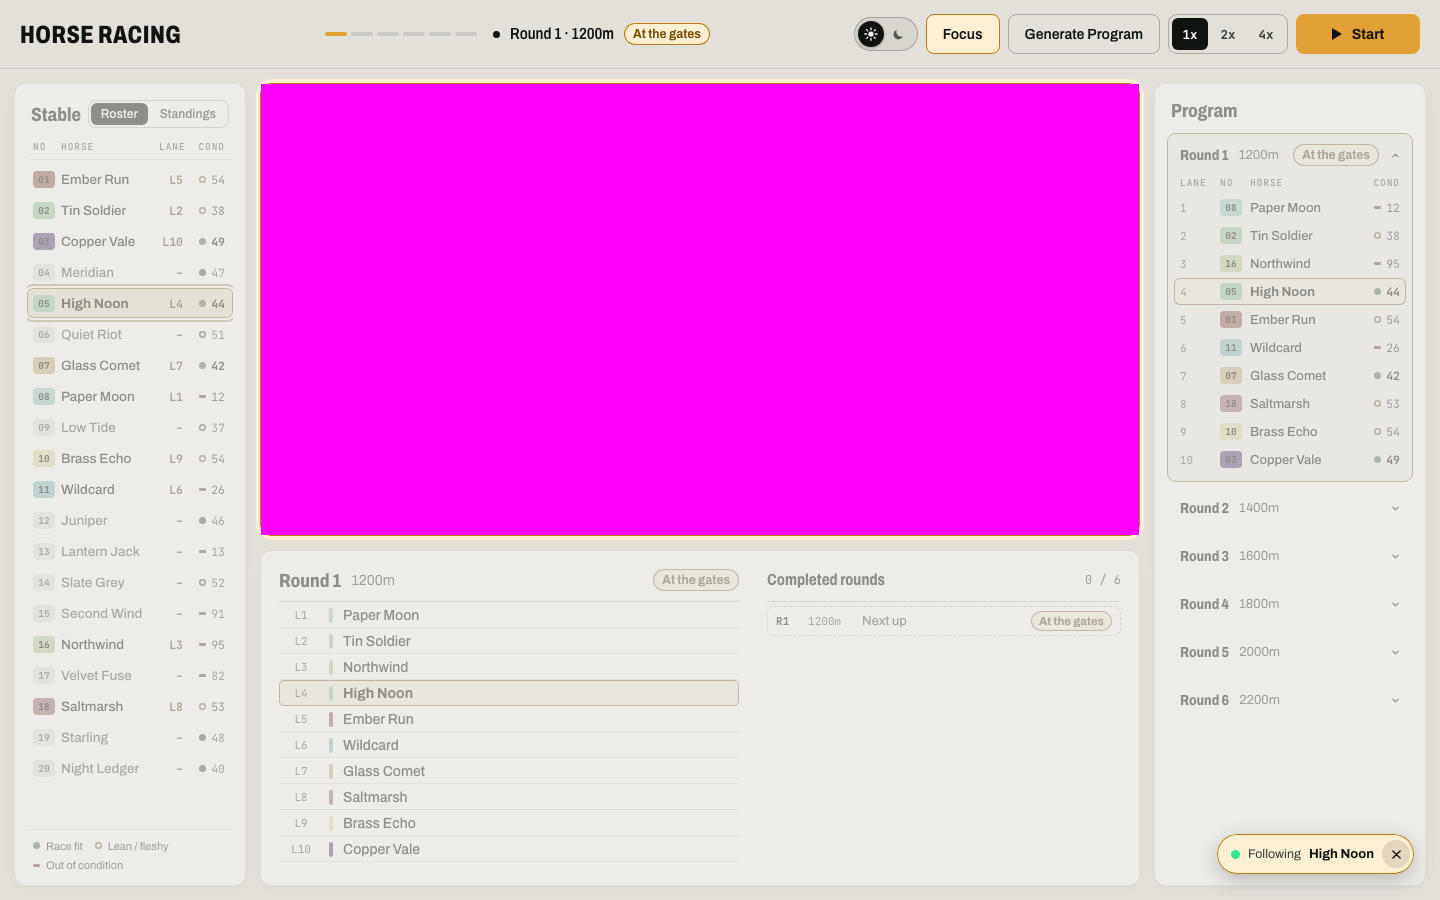 HORSE RACING
Round 1 · 1200m At the gates
Focus
Generate Program
1x 2x 4x
Start
Stable Roster Standings
NO HORSE LANE COND
01 Ember Run L5 54
02 Tin Soldier L2 38
03 Copper Vale L10 49
04 Meridian – 47
05 High Noon L4 44
06 Quiet Riot – 51
07 Glass Comet L7 42
08 Paper Moon L1 12
09 Low Tide – 37
10 Brass Echo L9 54
11 Wildcard L6 26
12 Juniper – 46
13 Lantern Jack – 13
14 Slate Grey – 52
15 Second Wind – 91
16 Northwind L3 95
17 Velvet Fuse – 82
18 Saltmarsh L8 53
19 Starling – 48
20 Night Ledger – 40
Race fit Lean / fleshy
Out of condition
Round 1 1200m At the gates
L1 Paper Moon
L2 Tin Soldier
L3 Northwind
L4 High Noon
L5 Ember Run
L6 Wildcard
L7 Glass Comet
L8 Saltmarsh
L9 Brass Echo
L10 Copper Vale
Completed rounds 0 / 6
R1 1200m Next up At the gates
Program
Round 1 1200m At the gates
LANE NO HORSE COND
1 08 Paper Moon 12
2 02 Tin Soldier 38
3 16 Northwind 95
4 05 High Noon 44
5 01 Ember Run 54
6 11 Wildcard 26
7 07 Glass Comet 42
8 18 Saltmarsh 53
9 10 Brass Echo 54
10 03 Copper Vale 49
Round 2 1400m
Round 3 1600m
Round 4 1800m
Round 5 2000m
Round 6 2200m
Following High Noon